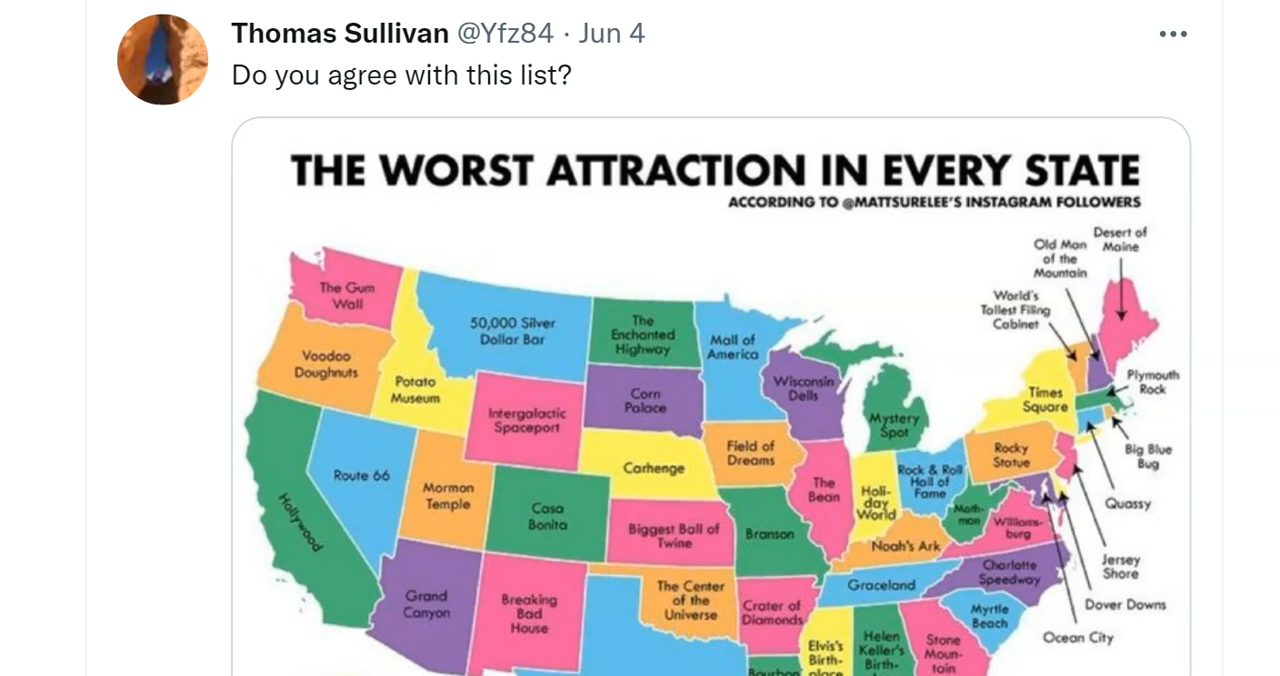 Thomas Sullivan @Yfz84 · Jun 4
Do you agree with this list?
THE WORST ATTRACTION IN EVERY STATE
ACCORDING TO @MATTSURELEE'S INSTAGRAM FOLLOWERS
Desert of
Maine
Old Man
of the
Mountain
World's
Tallest Filing
Cabinet
The Gum
Wall
50,000 Silver
Dollar Bar
The
Enchanted
Highway
Mall of
America
Voodoo
Doughnuts
Potato
Museum
Intergalactic
Spaceport
Corn
Palace
Wisconsin
Dells
Mystery
Spot
Times
Square
Plymouth
Rock
Big Blue
Bug
Quassy
Route 66
Mormon
Temple
Casa
Bonita
Carhenge
Field of
Dreams
The
Bean
Holi-
day
World
Rock & Roll
Hall of
Fame
Rocky
Statue
Hollywood
Biggest Ball of
Twine
Branson
Noah's Ark
Moth-
man
Williams-
burg
Jersey
Shore
Dover Downs
Ocean City
Grand
Canyon
Breaking
Bad
House
The Center
of the
Universe
Crater of
Diamonds
Graceland
Charlotte
Speedway
Myrtle
Beach
Elvis's
Birth-
place
Helen
Keller's
Birth-
Stone
Moun-
tain
Bourbon